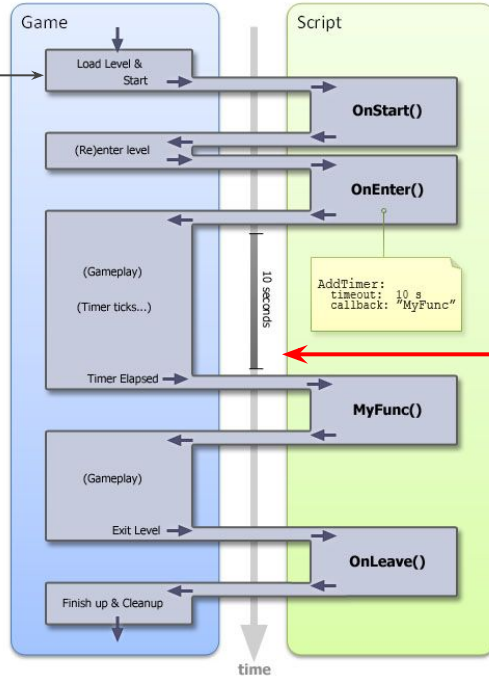 Game
Script
Load Level &
Start
OnStart()
(Re)enter level
OnEnter()
(Gameplay)
(Timer ticks...)
10 seconds
AddTimer:
timeout: 10 s
callback: "MyFunc"
Timer Elapsed
MyFunc()
(Gameplay)
Exit Level
OnLeave()
Finish up & Cleanup
time